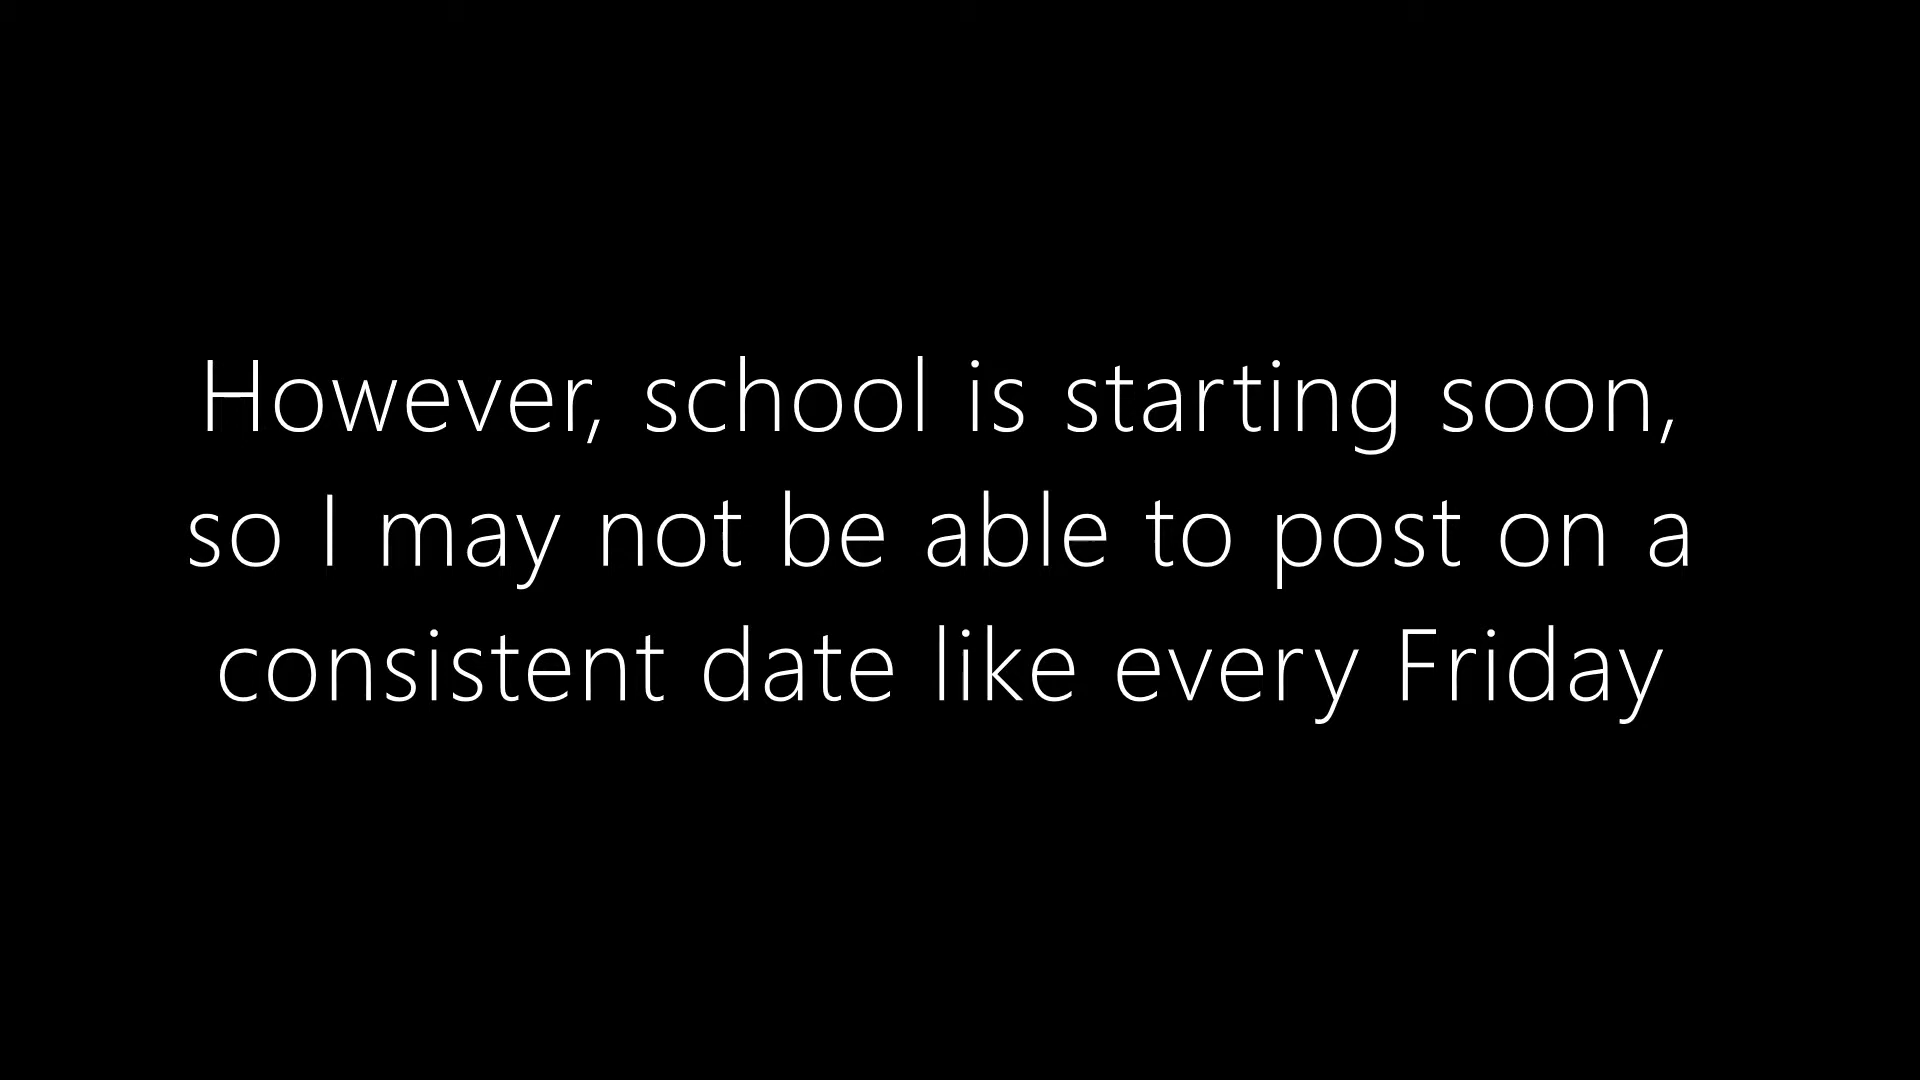 However, school is starting soon,
so I may not be able to post on a
consistent date like every Friday